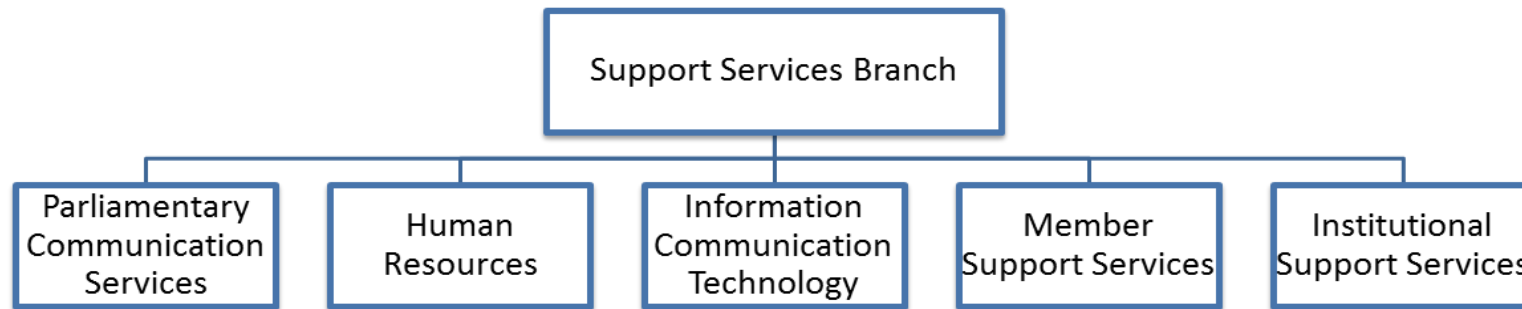 Support Services Branch
Parliamentary
Communication
Services
Human
Resources
Information
Communication
Technology
Member
Support Services
Institutional
Support Services